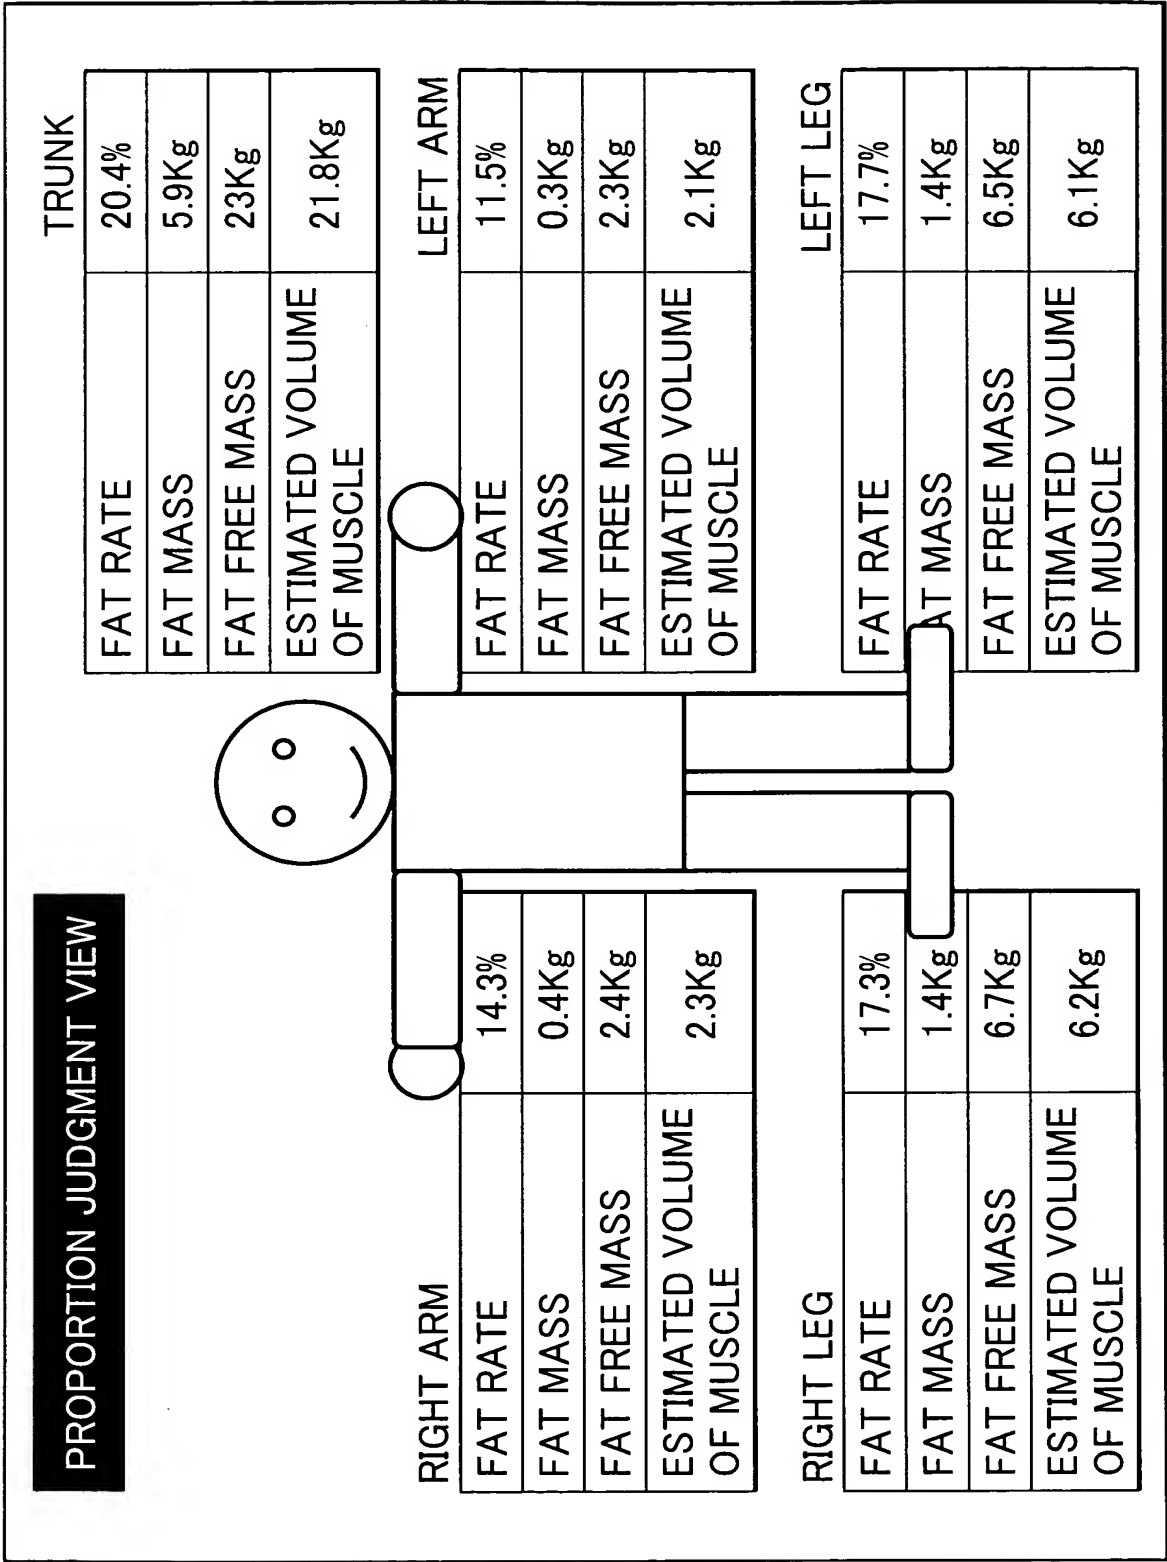 PROPORTION JUDGMENT VIEW
TRUNK
FAT RATE 20.4%
FAT MASS 5.9Kg
FAT FREE MASS 23Kg
ESTIMATED VOLUME
OF MUSCLE 21.8Kg
RIGHT ARM
FAT RATE 14.3%
FAT MASS 0.4Kg
FAT FREE MASS 2.4Kg
ESTIMATED VOLUME
OF MUSCLE 2.3Kg
LEFT ARM
FAT RATE 11.5%
FAT MASS 0.3Kg
FAT FREE MASS 2.3Kg
ESTIMATED VOLUME
OF MUSCLE 2.1Kg
RIGHT LEG
FAT RATE 17.3%
FAT MASS 1.4Kg
FAT FREE MASS 6.7Kg
ESTIMATED VOLUME
OF MUSCLE 6.2Kg
LEFT LEG
FAT RATE 17.7%
AT MASS 1.4Kg
FAT FREE MASS 6.5Kg
ESTIMATED VOLUME
OF MUSCLE 6.1Kg